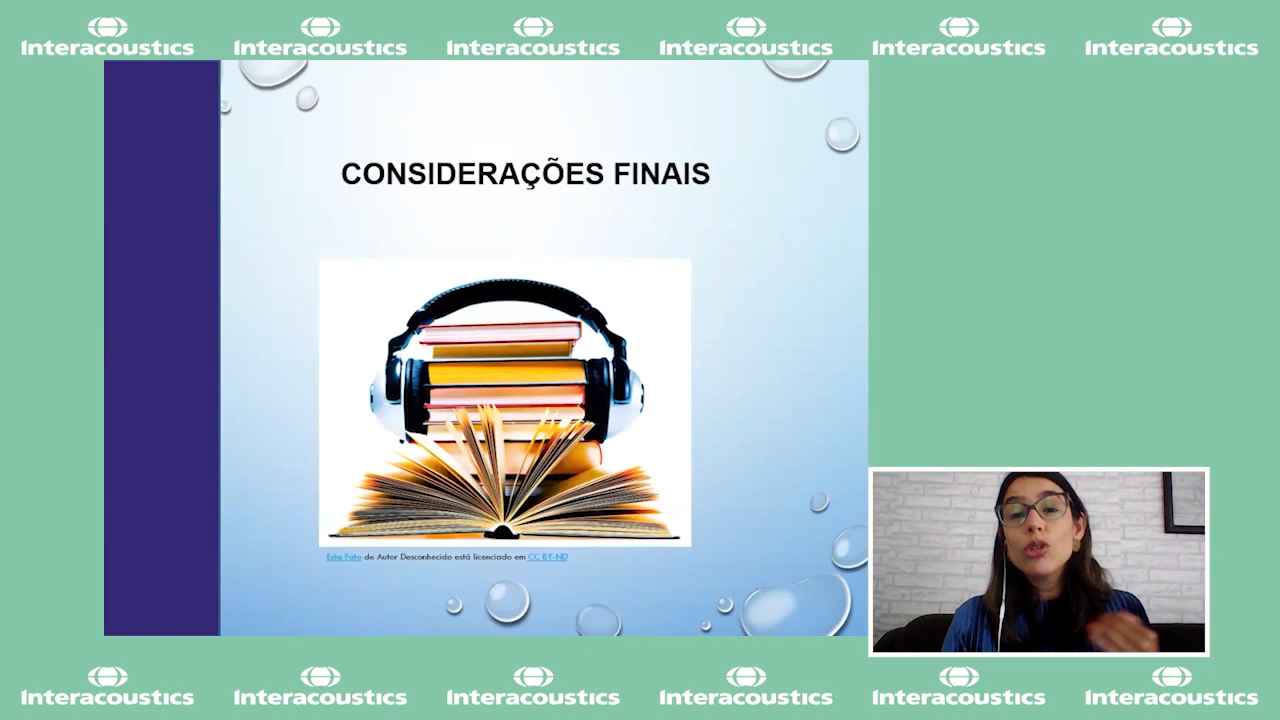 Interacoustics Interacoustics Interacoustics Interacoustics Interacoustics Interacoustics
CONSIDERAÇÕES FINAIS
Esta Foto de Autor Desconhecido está licenciado em CC BY-ND
Interacoustics Interacoustics Interacoustics Interacoustics Interacoustics Interacoustics